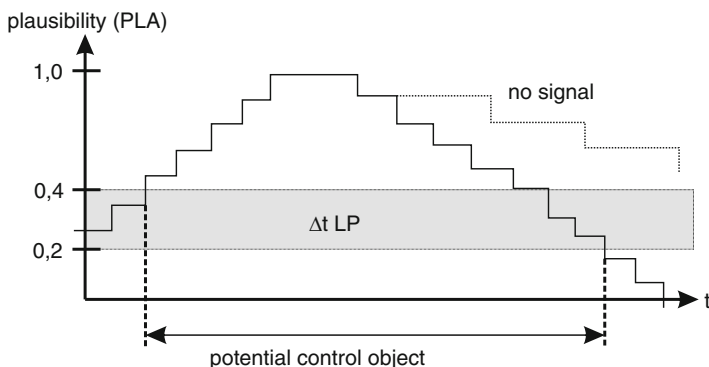 plausibility (PLA)
1,0
no signal
0,4
Δt LP
0,2
t
potential control object